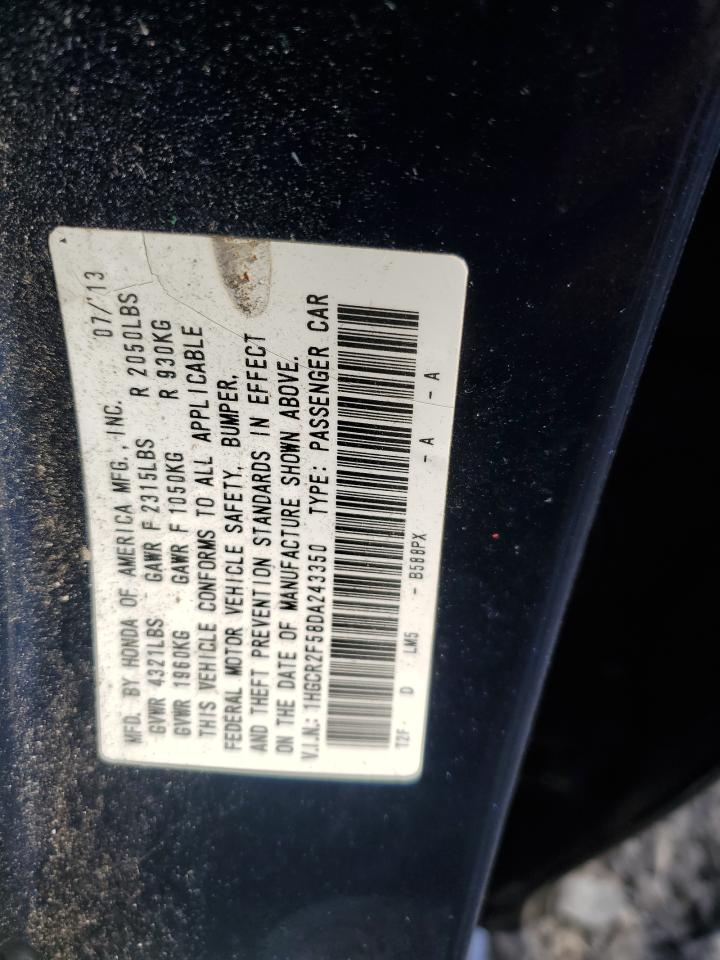 MFD. BY HONDA OF AMERICA MFG., INC. 07/'13
GVWR 4321LBS GAWR F 2315LBS R 2050LBS
GVWR 1960KG GAWR F 1050KG R 930KG
THIS VEHICLE CONFORMS TO ALL APPLICABLE
FEDERAL MOTOR VEHICLE SAFETY, BUMPER,
AND THEFT PREVENTION STANDARDS IN EFFECT
ON THE DATE OF MANUFACTURE SHOWN ABOVE.
V.I.N.: 1HGCR2F58DA243350 TYPE: PASSENGER CAR
T2F- D LM5 - B588PX - A - A